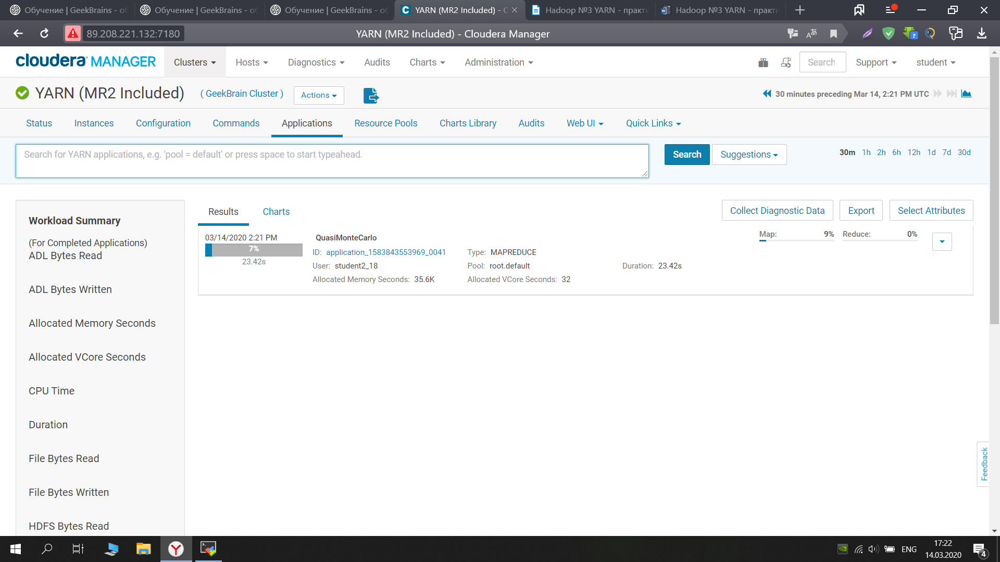 Обучение | GeekBrains - об
Обучение | GeekBrains - об
Обучение | GeekBrains - об
YARN (MR2 Included) - C
Hadoop №3 YARN - практи
Hadoop №3 YARN - практи
89.208.221.132:7180
YARN (MR2 Included) - Cloudera Manager
cloudera MANAGER
Clusters
Hosts
Diagnostics
Audits
Charts
Administration
Search
Support
student
YARN (MR2 Included)
( GeekBrain Cluster )
Actions
30 minutes preceding Mar 14, 2:21 PM UTC
Status
Instances
Configuration
Commands
Applications
Resource Pools
Charts Library
Audits
Web UI
Quick Links
Search for YARN applications, e.g. 'pool = default' or press space to start typeahead.
Search
Suggestions
30m 1h 2h 6h 12h 1d 7d 30d
Workload Summary
(For Completed Applications)
ADL Bytes Read
ADL Bytes Written
Allocated Memory Seconds
Allocated VCore Seconds
CPU Time
Duration
File Bytes Read
File Bytes Written
HDFS Bytes Read
Results
Charts
Collect Diagnostic Data
Export
Select Attributes
03/14/2020 2:21 PM
7%
23.42s
QuasiMonteCarlo
ID: application_1583843553969_0041
Type: MAPREDUCE
User: student2_18
Pool: root.default
Duration: 23.42s
Allocated Memory Seconds: 35.6K
Allocated VCore Seconds: 32
Map: 9%
Reduce: 0%
Feedback
ENG
17:22
14.03.2020
4